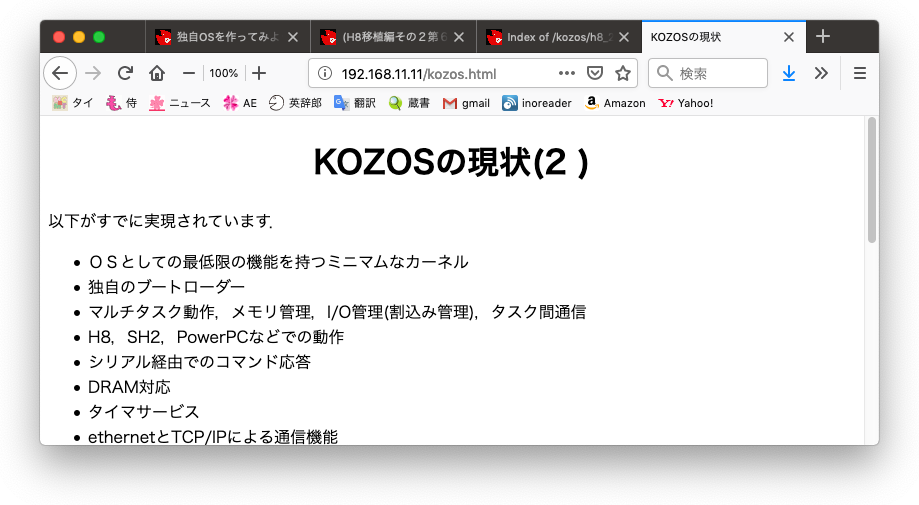 独自OSを作ってみよ
(H8移植編その２第６
Index of /kozos/h8_2
KOZOSの現状
100%
192.168.11.11/kozos.html
検索
タイ 侍 ニュース AE 英辞郎 翻訳 蔵書 gmail inoreader Amazon Yahoo!
KOZOSの現状(2 )
以下がすでに実現されています．
• ＯＳとしての最低限の機能を持つミニマムなカーネル
• 独自のブートローダー
• マルチタスク動作，メモリ管理，I/O管理(割込み管理)，タスク間通信
• H8，SH2，PowerPCなどでの動作
• シリアル経由でのコマンド応答
• DRAM対応
• タイマサービス
• ethernetとTCP/IPによる通信機能